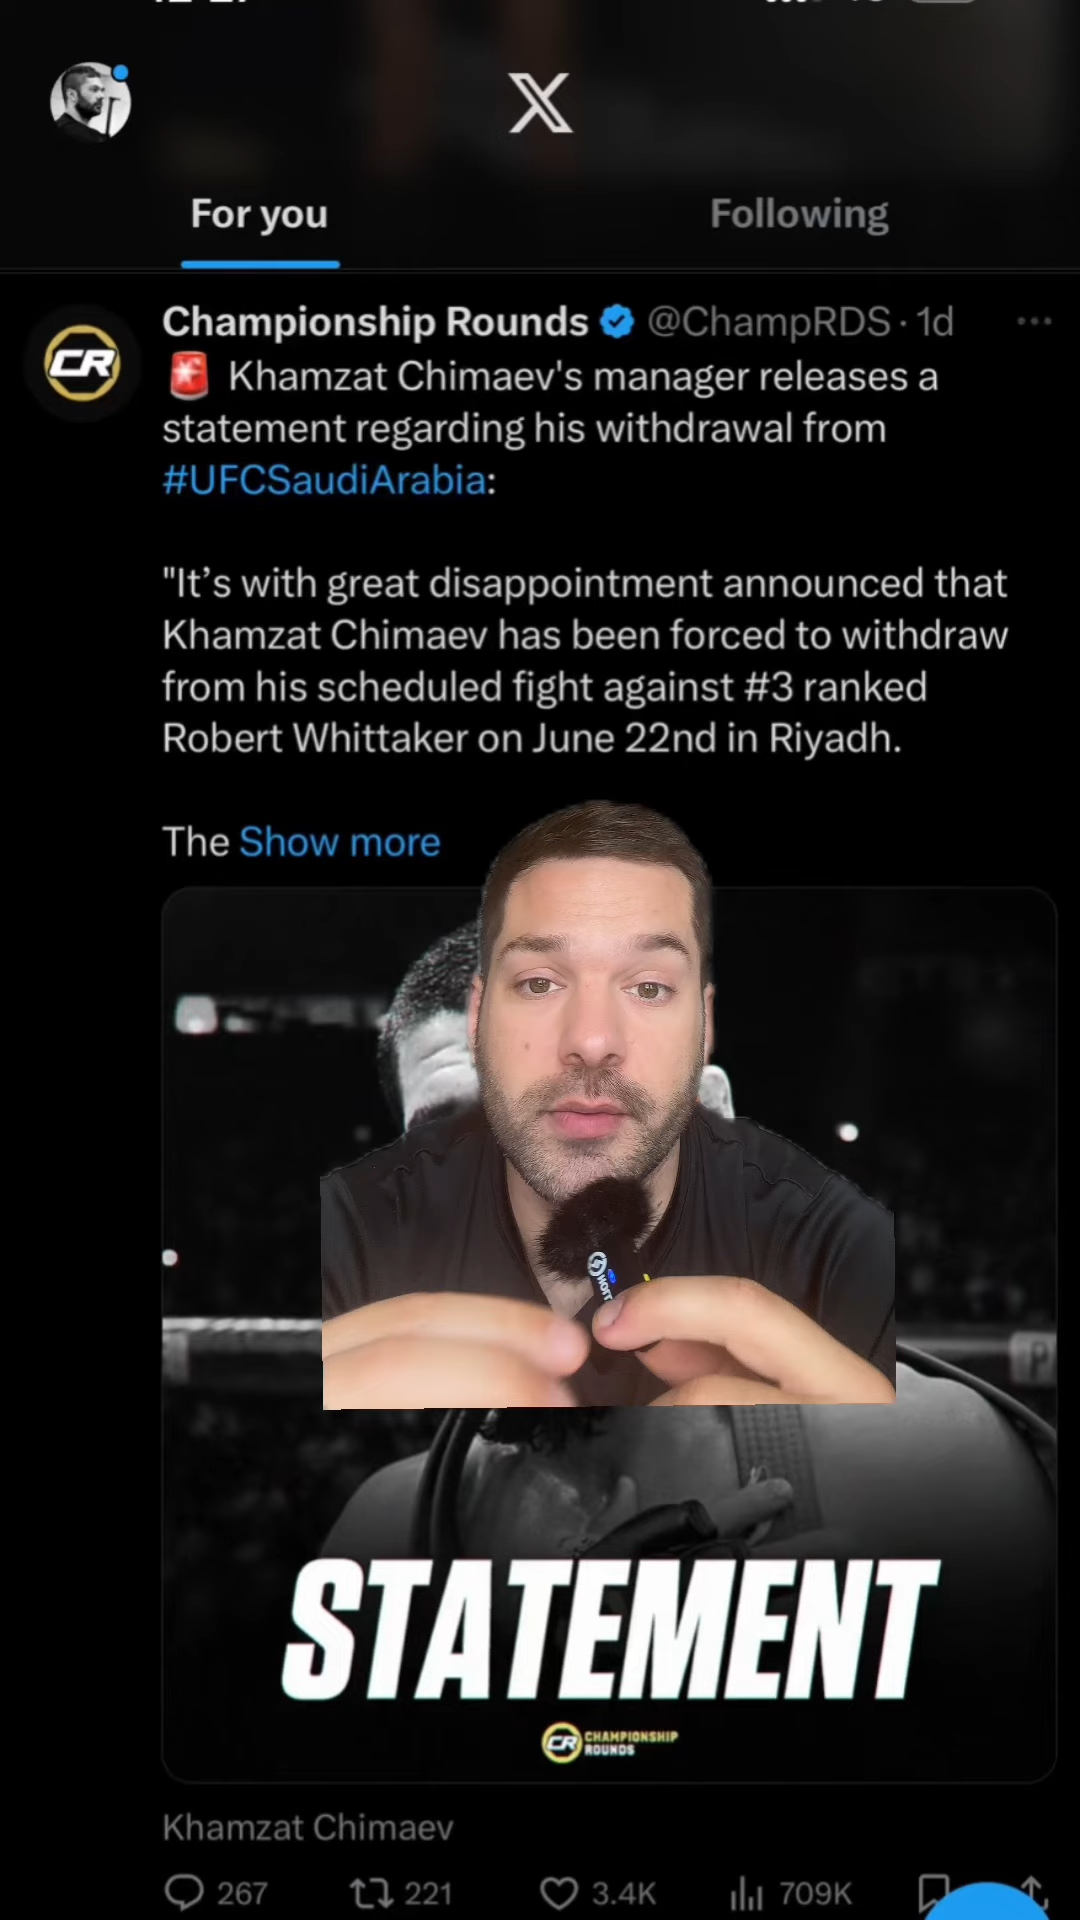 For you
Following
Championship Rounds @ChampRDS · 1d
Khamzat Chimaev's manager releases a
statement regarding his withdrawal from
#UFCSaudiArabia:
"It’s with great disappointment announced that
Khamzat Chimaev has been forced to withdraw
from his scheduled fight against #3 ranked
Robert Whittaker on June 22nd in Riyadh.
The Show more
STATEMENT
CR CHAMPIONSHIP
ROUNDS
Khamzat Chimaev
267 221 3.4K 709K